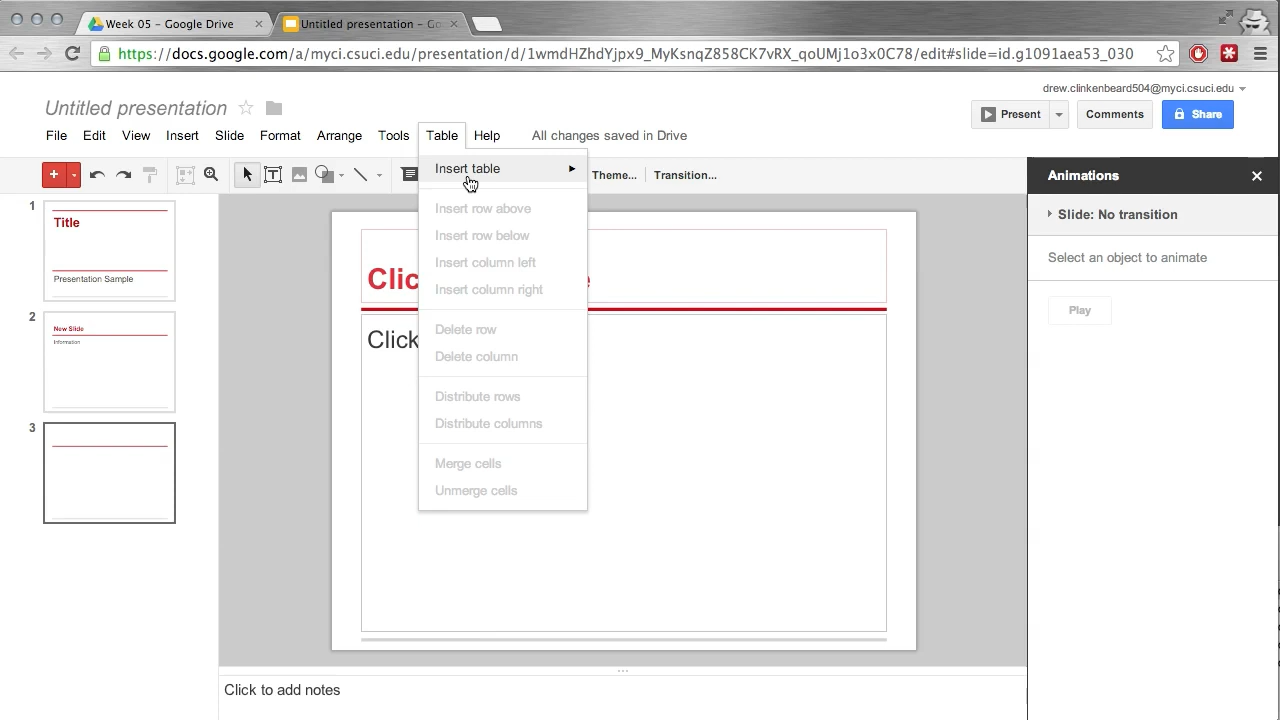 Week 05 – Google Drive
Untitled presentation – Go
https://docs.google.com/a/myci.csuci.edu/presentation/d/1wmdHZhdYjpx9_MyKsnqZ858CK7vRX_qoUMj1o3x0C78/edit#slide=id.g1091aea53_030
drew.clinkenbeard504@myci.csuci.edu
Untitled presentation
Present
Comments
Share
File Edit View Insert Slide Format Arrange Tools Table Help All changes saved in Drive
Theme... Transition...
Insert table
Insert row above
Insert row below
Insert column left
Insert column right
Delete row
Delete column
Distribute rows
Distribute columns
Merge cells
Unmerge cells
1
Title
Presentation Sample
2
New Slide
Information
3
Clic
Click
Click to add notes
Animations
Slide: No transition
Select an object to animate
Play